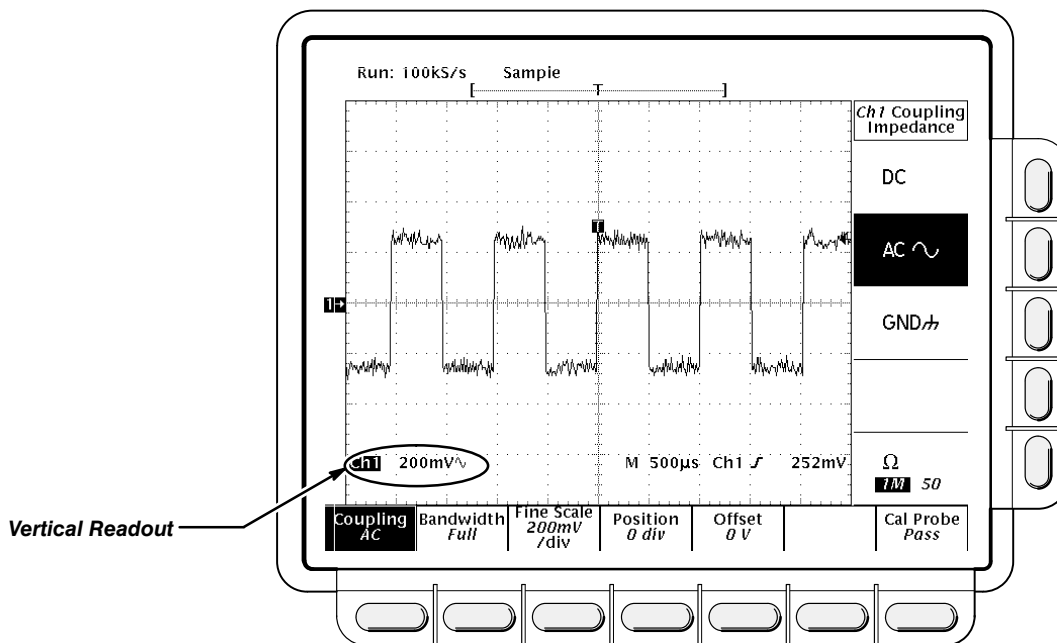 Run: 100kS/s Sample
[ T ]
Ch1 Coupling
Impedance
DC
AC
T
1→
GND
Ch1 200mV∿ M 500µs Ch1 252mV
Ω
1M 50
Vertical Readout
Coupling
AC
Bandwidth
Full
Fine Scale
200mV
/div
Position
0 div
Offset
0 V
Cal Probe
Pass